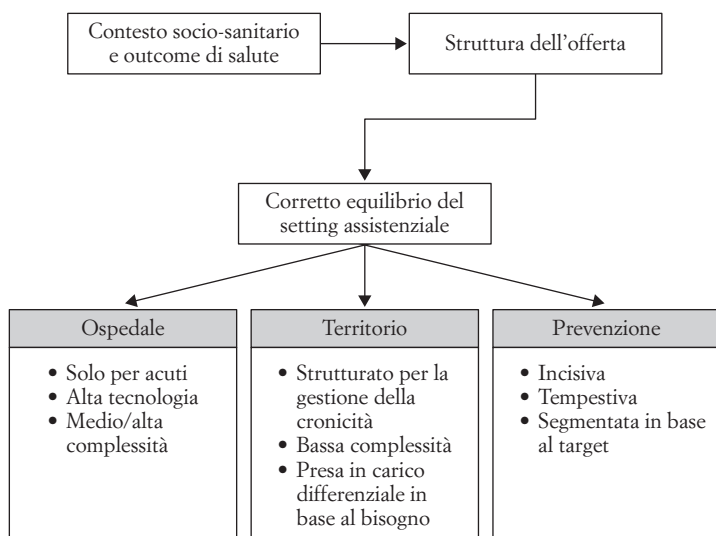 Contesto socio-sanitario
e outcome di salute
Struttura dell’offerta
Corretto equilibrio del
setting assistenziale
Ospedale
• Solo per acuti
• Alta tecnologia
• Medio/alta
complessità
Territorio
• Strutturato per la
gestione della
cronicità
• Bassa complessità
• Presa in carico
differenziale in
base al bisogno
Prevenzione
• Incisiva
• Tempestiva
• Segmentata in base
al target